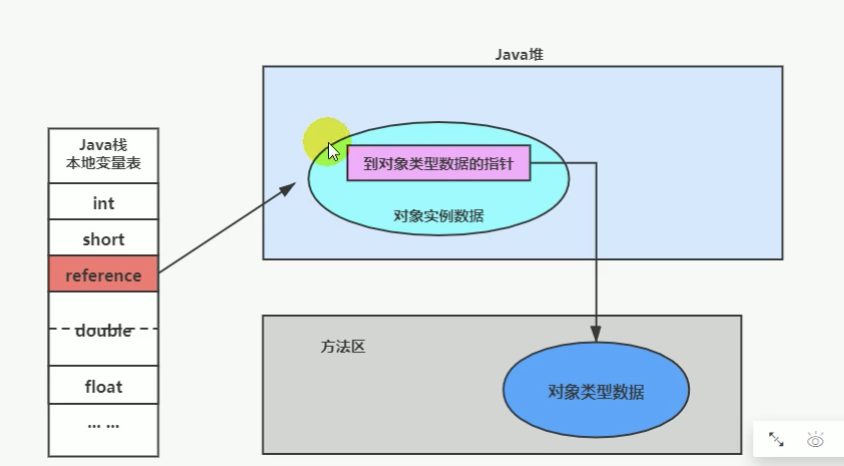 Java堆
Java栈
本地变量表
int
short
reference
double
float
... ...
到对象类型数据的指针
对象实例数据
方法区
对象类型数据